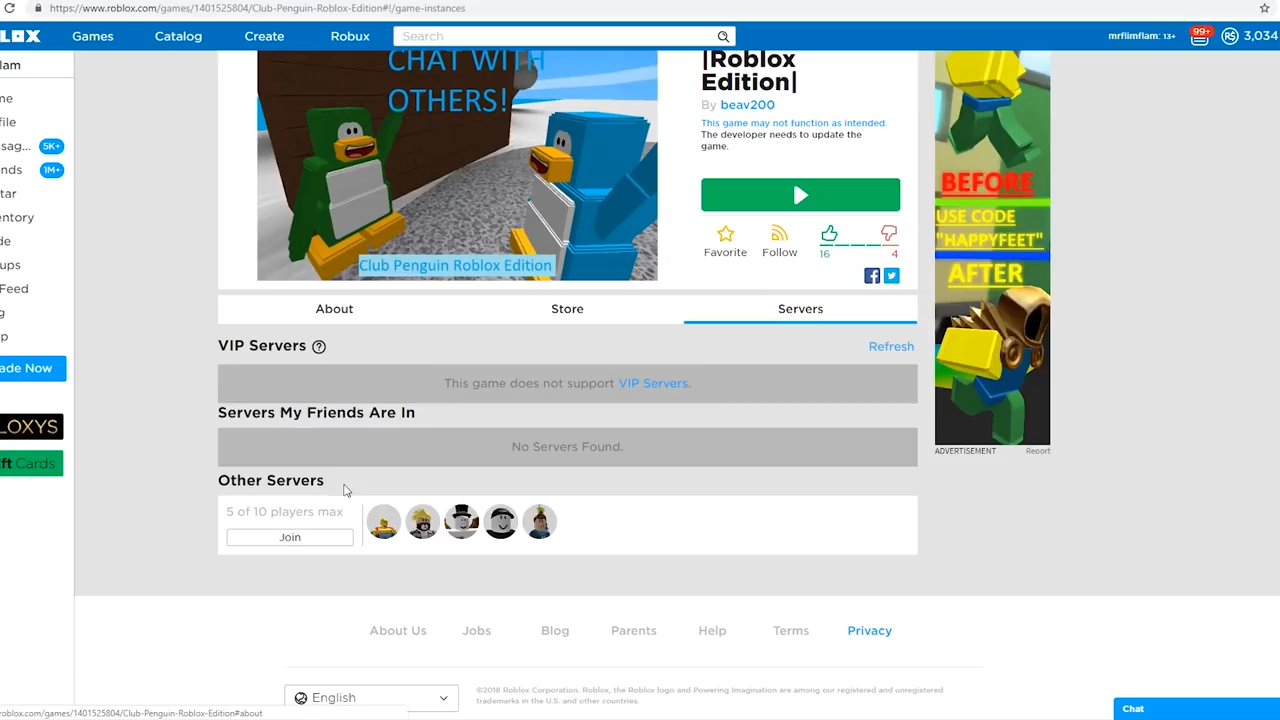 https://www.roblox.com/games/1401525804/Club-Penguin-Roblox-Edition#!/game-instances
LOX
Games
Catalog
Create
Robux
Search
mrflimflam: 13+
99+
3,034
lam
me
file
sag... 5K+
nds 1M+
tar
entory
de
ups
Feed
g
p
ade Now
LOXYS
ft Cards
CHAT WITH
OTHERS!
Club Penguin Roblox Edition
|Roblox
Edition|
By beav200
This game may not function as intended.
The developer needs to update the
game.
Favorite
Follow
16
4
BEFORE
USE CODE
"HAPPYFEET"
AFTER
ADVERTISEMENT
Report
About
Store
Servers
VIP Servers
Refresh
This game does not support VIP Servers.
Servers My Friends Are In
No Servers Found.
Other Servers
5 of 10 players max
Join
About Us
Jobs
Blog
Parents
Help
Terms
Privacy
English
©2018 Roblox Corporation. Roblox, the Roblox logo and Powering Imagination are among our registered and unregistered
trademarks in the U.S. and other countries.
Chat
oblox.com/games/1401525804/Club-Penguin-Roblox-Edition#about